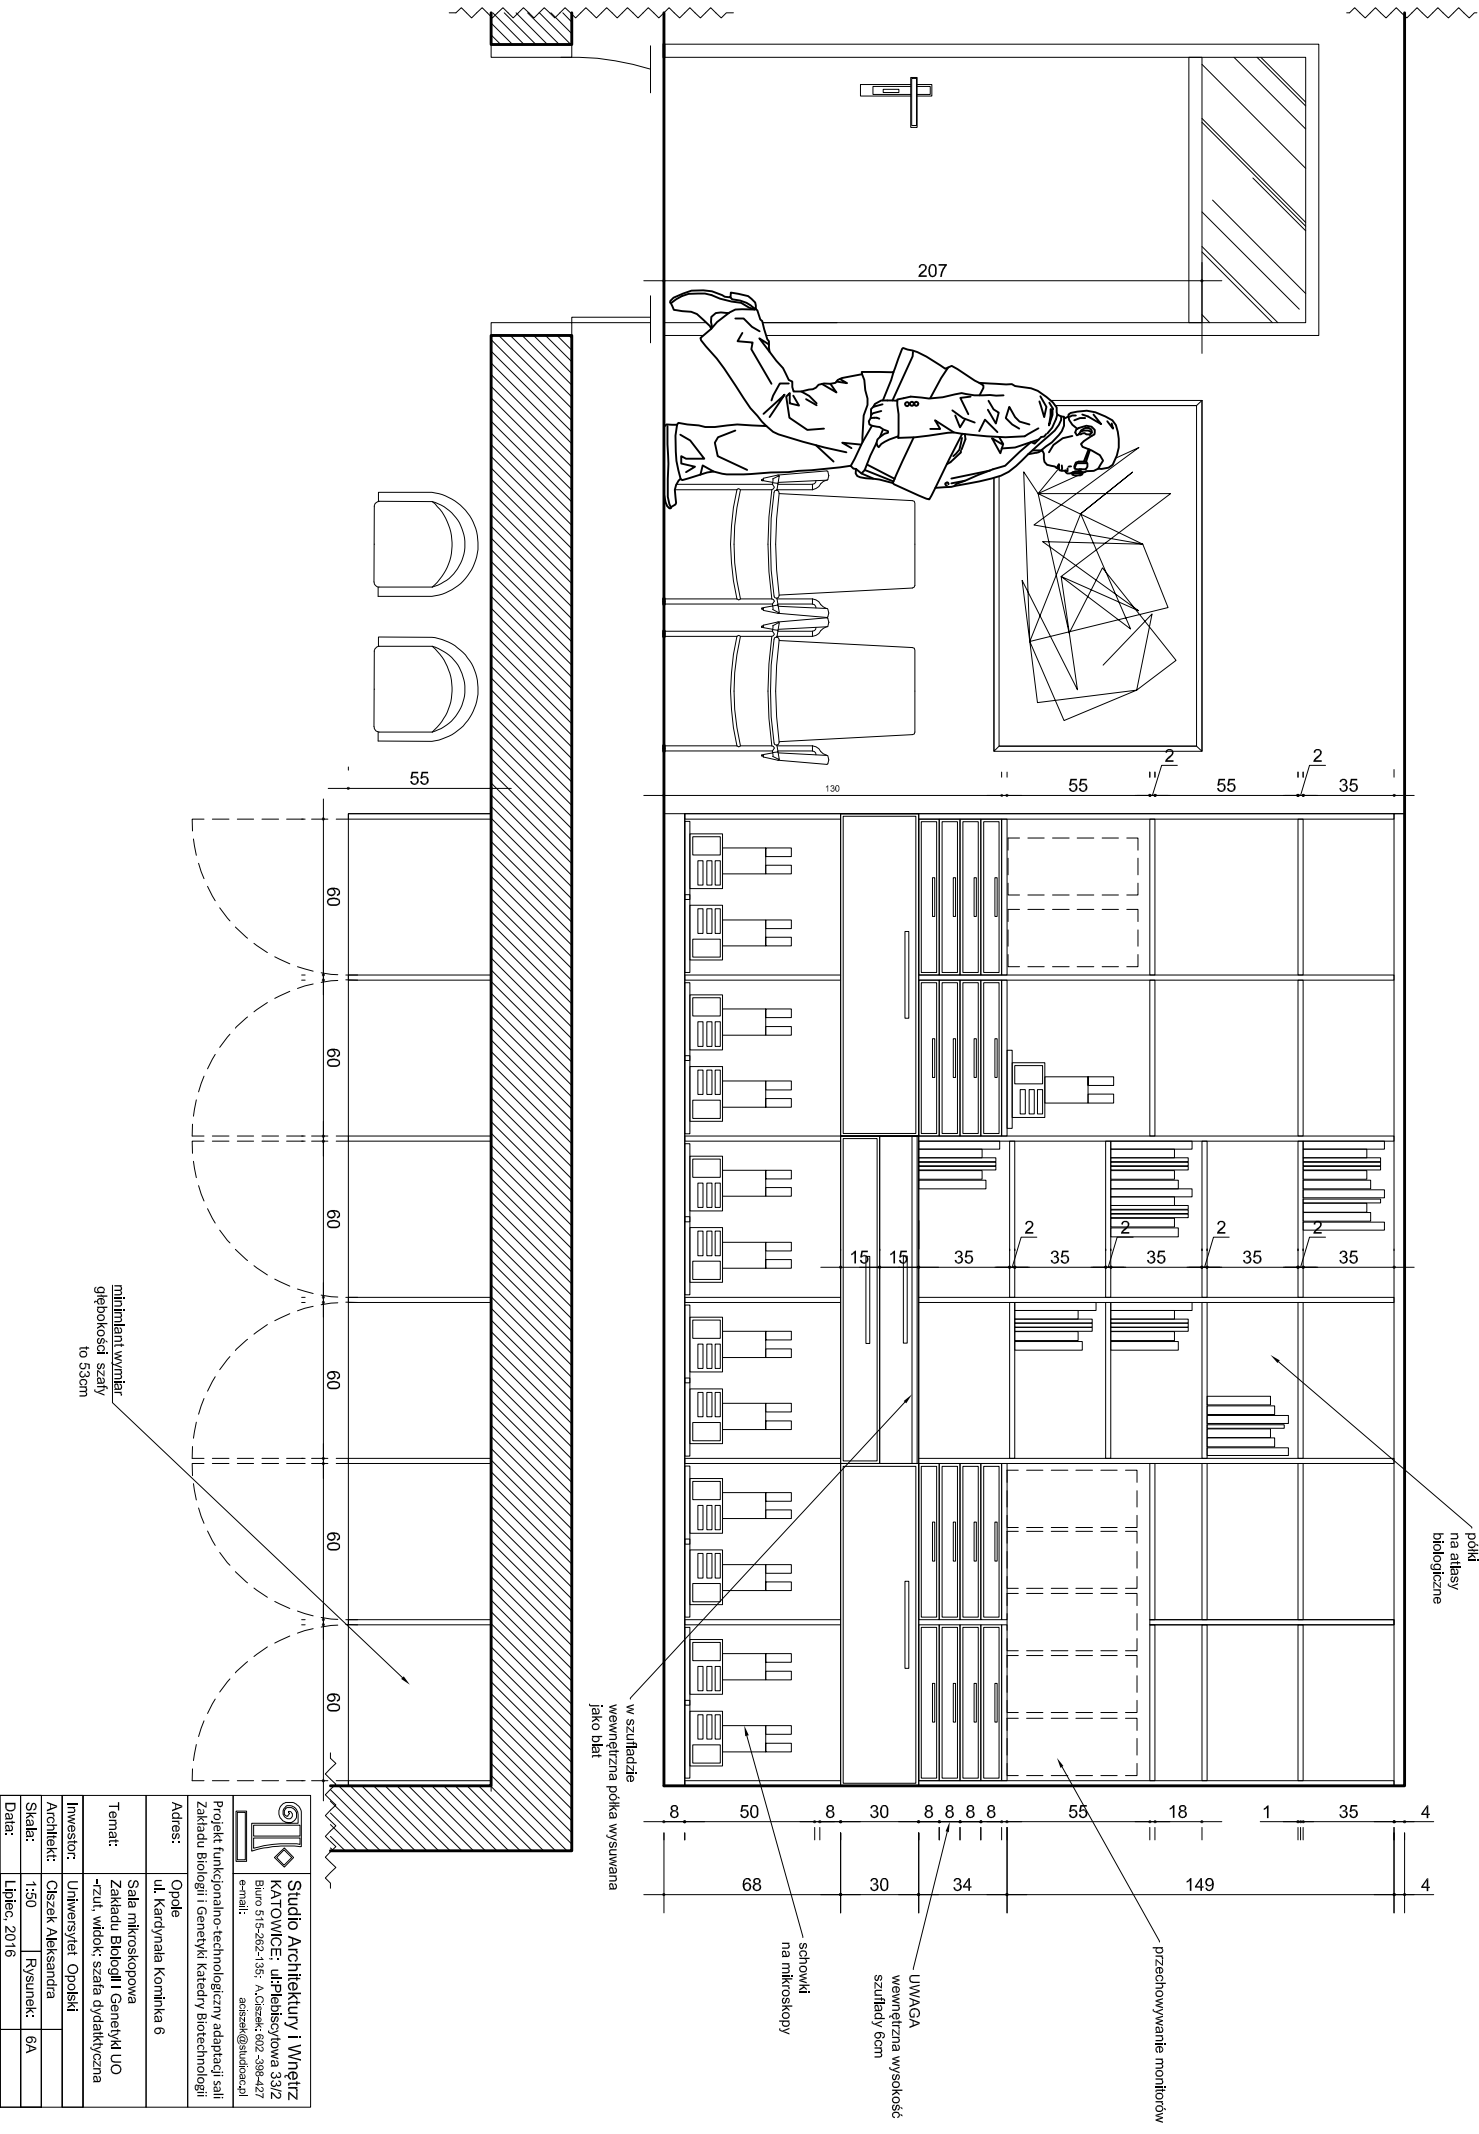 207
130
55
2
55
2
35
55
60
60
60
60
60
60
15
15
35
2
35
2
35
2
35
2
35
8
50
8
30
8
8
8
8
55
18
1
35
4
68
30
34
149
4
półki
na atlasy
biologiczne
minimlant wymiar
głębokości szafy
to 53cm
w szufladzie
wewnętrzna półka wysuwana
jako blat
schowki
na mikroskopy
UWAGA
wewnętrzna wysokość
szuflady 6cm
przechowywanie monitorów
Studio Architektury i Wnętrz
KATOWICE; ul:Plebiscytowa 33/2
Biuro 515-262-135; A.Ciszek: 602 -398-427
e-mail: aciszek@studioac.pl
Projekt funkcjonalno-technologiczny adaptacji sali
Zakładu Biologii i Genetyki Katedry Biotechnologii
Adres: Opole
ul. Kardynała Kominka 6
Temat: Sala mikroskopowa
Zakładu Biologii i Genetyki UO
-rzut, widok: szafa dydaktyczna
Inwestor: Uniwersytet Opolski
Architekt: Ciszek Aleksandra
Skala: 1:50 Rysunek: 6A
Data: Lipiec, 2016